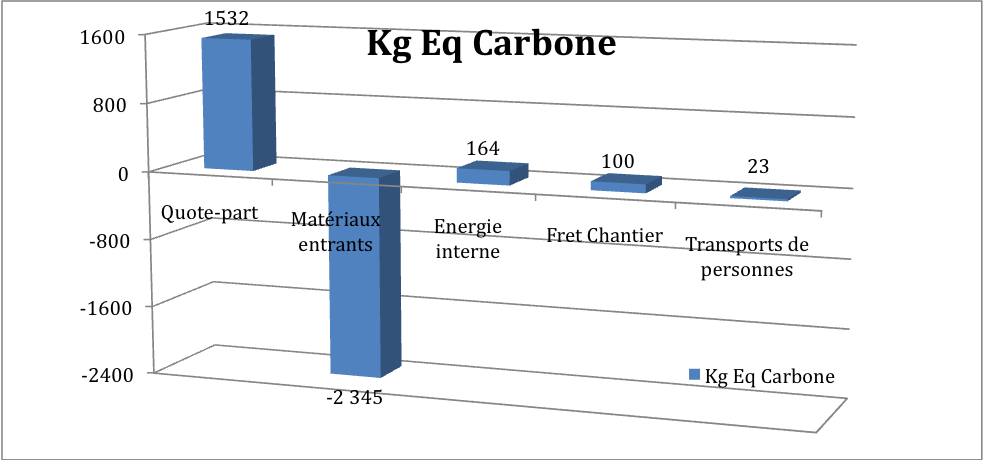 Kg Eq Carbone
1600
800
0
-800
-1600
-2400
1532
-2 345
164
100
23
Quote-part
Matériaux
entrants
Energie
interne
Fret Chantier
Transports de
personnes
Kg Eq Carbone